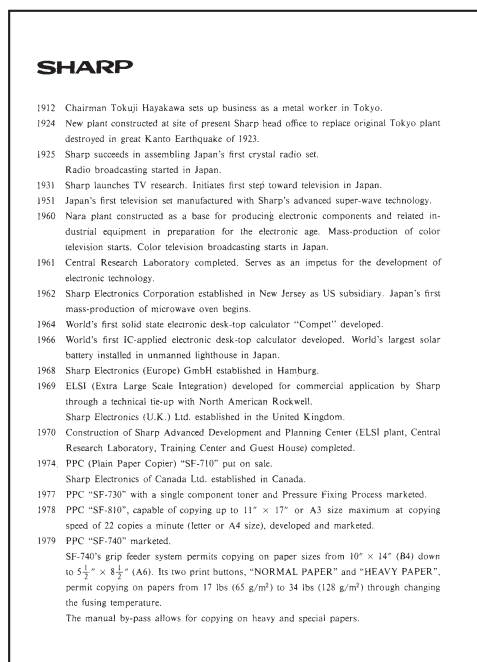 SHARP
1912 Chairman Tokuji Hayakawa sets up business as a metal worker in Tokyo.
1924 New plant constructed at site of present Sharp head office to replace original Tokyo plant
destroyed in great Kanto Earthquake of 1923.
1925 Sharp succeeds in assembling Japan's first crystal radio set.
Radio broadcasting started in Japan.
1931 Sharp launches TV research. Initiates first step toward television in Japan.
1951 Japan's first television set manufactured with Sharp's advanced super-wave technology.
1960 Nara plant constructed as a base for producing electronic components and related in-
dustrial equipment in preparation for the electronic age. Mass-production of color
television starts. Color television broadcasting starts in Japan.
1961 Central Research Laboratory completed. Serves as an impetus for the development of
electronic technology.
1962 Sharp Electronics Corporation established in New Jersey as US subsidiary. Japan's first
mass-production of microwave oven begins.
1964 World's first solid state electronic desk-top calculator "Compet" developed.
1966 World's first IC-applied electronic desk-top calculator developed. World's largest solar
battery installed in unmanned lighthouse in Japan.
1968 Sharp Electronics (Europe) GmbH established in Hamburg.
1969 ELSI (Extra Large Scale Integration) developed for commercial application by Sharp
through a technical tie-up with North American Rockwell.
Sharp Electronics (U.K.) Ltd. established in the United Kingdom.
1970 Construction of Sharp Advanced Development and Planning Center (ELSI plant, Central
Research Laboratory, Training Center and Guest House) completed.
1974 PPC (Plain Paper Copier) "SF-710" put on sale.
Sharp Electronics of Canada Ltd. established in Canada.
1977 PPC "SF-730" with a single component toner and Pressure Fixing Process marketed.
1978 PPC "SF-810", capable of copying up to 11" × 17" or A3 size maximum at copying
speed of 22 copies a minute (letter or A4 size), developed and marketed.
1979 PPC "SF-740" marketed.
SF-740's grip feeder system permits copying on paper sizes from 10" × 14" (B4) down
to 5 1/2" × 8 1/2" (A6). Its two print buttons, "NORMAL PAPER" and "HEAVY PAPER",
permit copying on papers from 17 lbs (65 g/m²) to 34 lbs (128 g/m²) through changing
the fusing temperature.
The manual by-pass allows for copying on heavy and special papers.